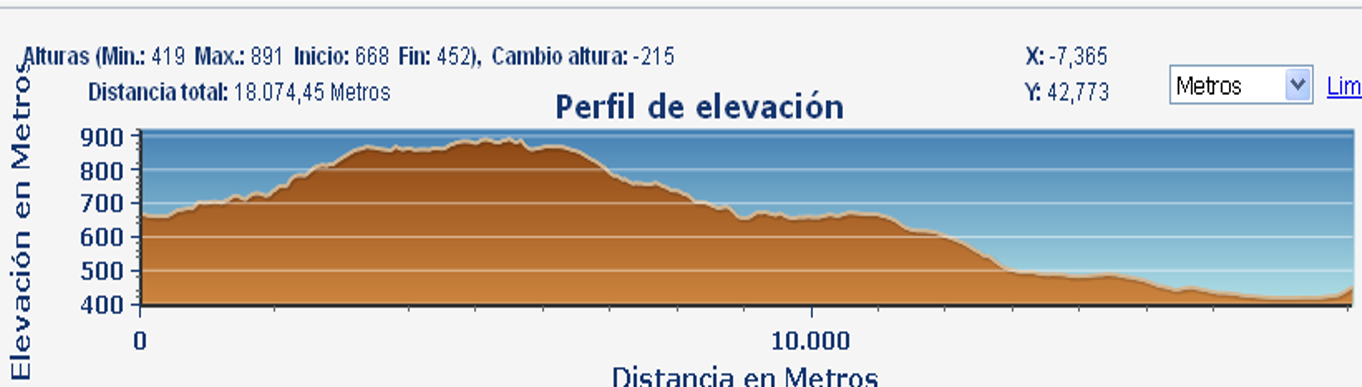 Alturas (Min.: 419 Max.: 891 Inicio: 668 Fin: 452), Cambio altura: -215
X: -7,365
Distancia total: 18.074,45 Metros
Y: 42,773
Metros
Lim
Perfil de elevación
Elevación en Metros
900
800
700
600
500
400
0
10.000
Distancia en Metros